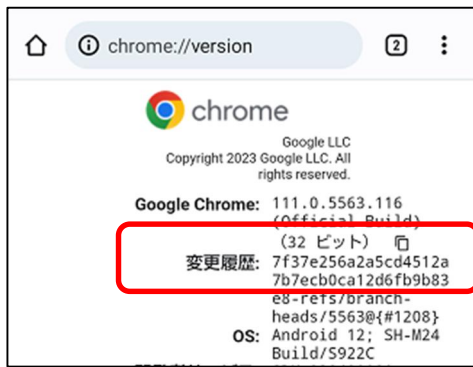 chrome://version
2
chrome
Google LLC
Copyright 2023 Google LLC. All
rights reserved.
Google Chrome: 111.0.5563.116
(Official Build)
(32 ビット)
変更履歴: 7f37e256a2a5cd4512a
7b7ecb0ca12d6fb9b83
e8-refs/branch-
heads/5563@{#1208}
OS: Android 12; SH-M24
Build/S922C